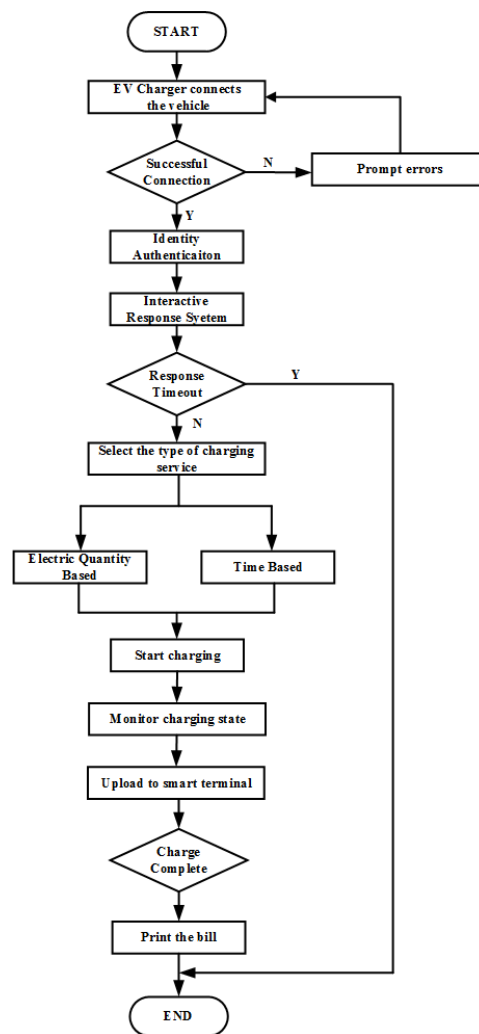 START
EV Charger connects
the vehicle
Successful
Connection
N
Prompt errors
Y
Identity
Authenticaiton
Interactive
Response Syetem
Response
Timeout
Y
N
Select the type of charging
service
Electric Quantity
Based
Time Based
Start charging
Monitor charging state
Upload to smart terminal
Charge
Complete
Print the bill
END